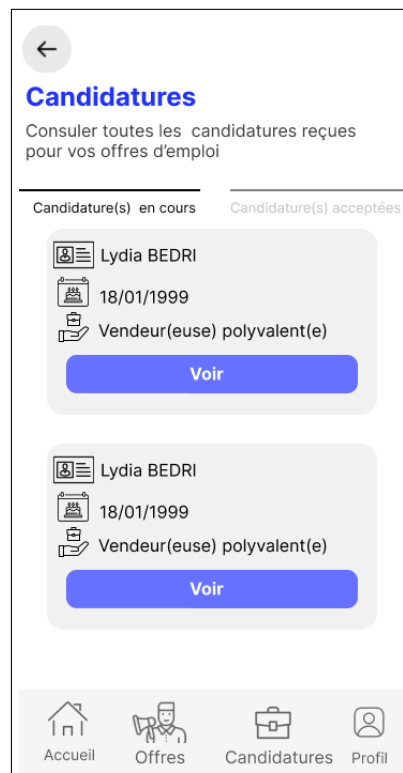 Candidatures
Consuler toutes les candidatures reçues
pour vos offres d'emploi
Candidature(s) en cours
Candidature(s) acceptées
Lydia BEDRI
18/01/1999
Vendeur(euse) polyvalent(e)
Voir
Lydia BEDRI
18/01/1999
Vendeur(euse) polyvalent(e)
Voir
Accueil Offres Candidatures Profil